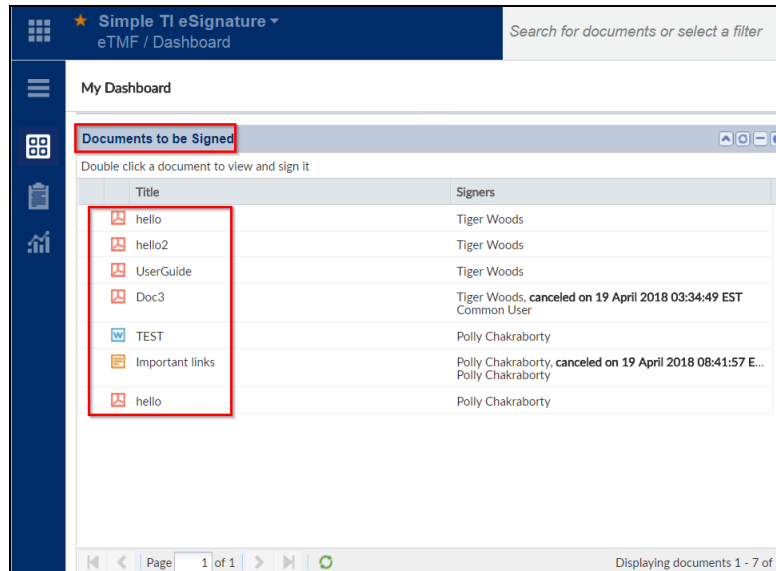 Simple TI eSignature
eTMF / Dashboard
Search for documents or select a filter
My Dashboard
Documents to be Signed
Double click a document to view and sign it
Title Signers
hello Tiger Woods
hello2 Tiger Woods
UserGuide Tiger Woods
Doc3 Tiger Woods, canceled on 19 April 2018 03:34:49 EST
Common User
TEST Polly Chakraborty
Important links Polly Chakraborty, canceled on 19 April 2018 08:41:57 E...
Polly Chakraborty
hello Polly Chakraborty
Page 1 of 1 Displaying documents 1 - 7 of